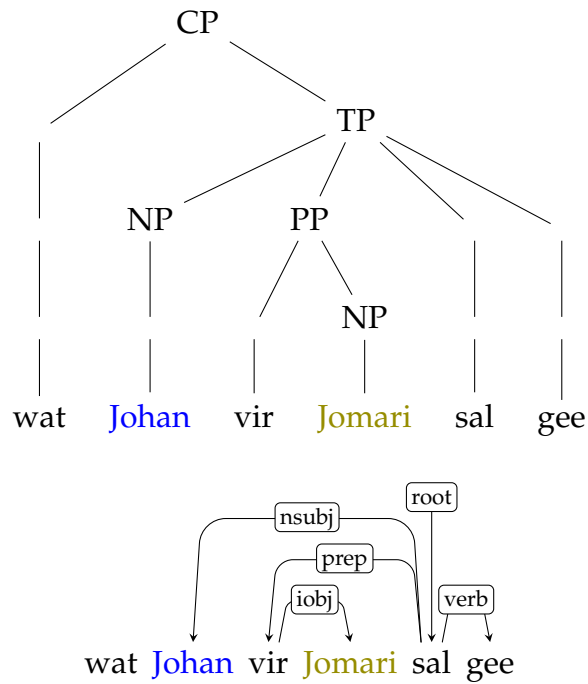 CP
TP
NP PP
NP
wat Johan vir Jomari sal gee
root
nsubj
prep
iobj verb
wat Johan vir Jomari sal gee